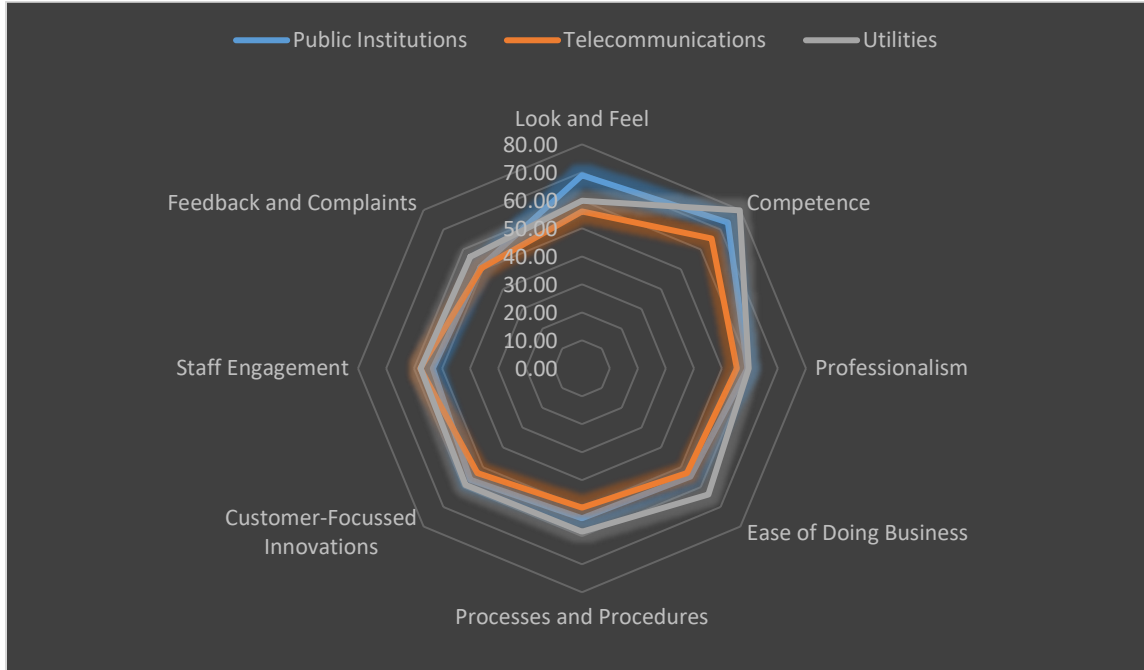 Public Institutions
Telecommunications
Utilities
Look and Feel
80.00
70.00
60.00
50.00
40.00
30.00
20.00
10.00
0.00
Feedback and Complaints
Competence
Staff Engagement
Professionalism
Customer-Focussed
Innovations
Ease of Doing Business
Processes and Procedures